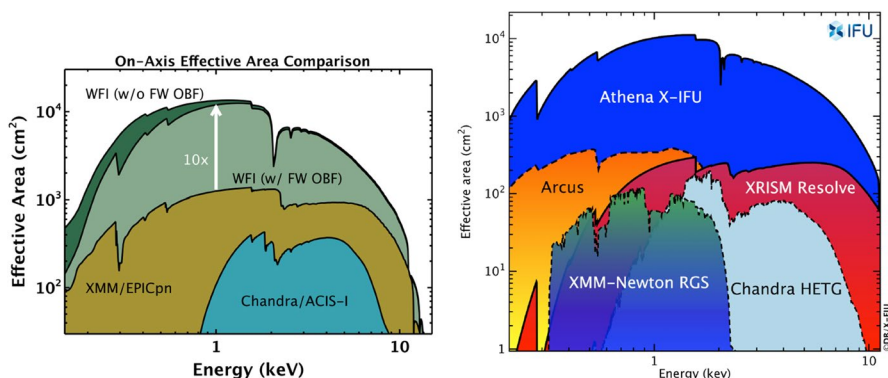 On-Axis Effective Area Comparison
Effective Area (cm²)
10⁴
10³
10²
WFI (w/o FW OBF)
10x
WFI (w/ FW OBF)
XMM/EPICpn
Chandra/ACIS-I
1
10
Energy (keV)
IFU
Effective area (cm²)
10⁴
10³
10²
10¹
1
Athena X-IFU
Arcus
XRISM Resolve
XMM-Newton RGS
Chandra HETG
1
10
Energy (kev)
©DB/X-IFU